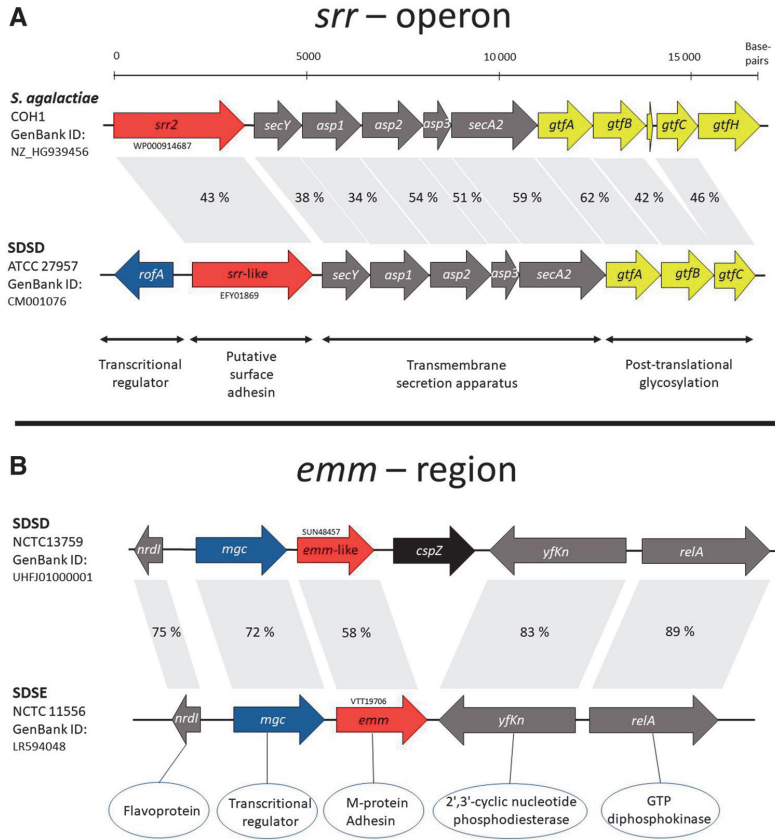 A
srr – operon
0 5000 10 000 15 000 Base-
pairs
S. agalactiae
COH1
GenBank ID:
NZ_HG939456
srr2 secY asp1 asp2 asp3 secA2 gtfA gtfB gtfC gtfH
WP000914687
43 % 38 % 34 % 54 % 51 % 59 % 62 % 42 % 46 %
SDSD
ATCC 27957
GenBank ID:
CM001076
rofA srr-like secY asp1 asp2 asp3 secA2 gtfA gtfB gtfC
EFY01869
Transcritional
regulator
Putative
surface
adhesin
Transmembrane
secretion apparatus
Post-translational
glycosylation
B
emm – region
SDSD
NCTC13759
GenBank ID:
UHFJ01000001
SUN48457
nrdI mgc emm-like cspZ yfKn relA
75 % 72 % 58 % 83 % 89 %
SDSE
NCTC 11556
GenBank ID:
LR594048
VTT19706
nrdI mgc emm yfKn relA
Flavoprotein
Transcritional
regulator
M-protein
Adhesin
2',3'-cyclic nucleotide
phosphodiesterase
GTP
diphosphokinase